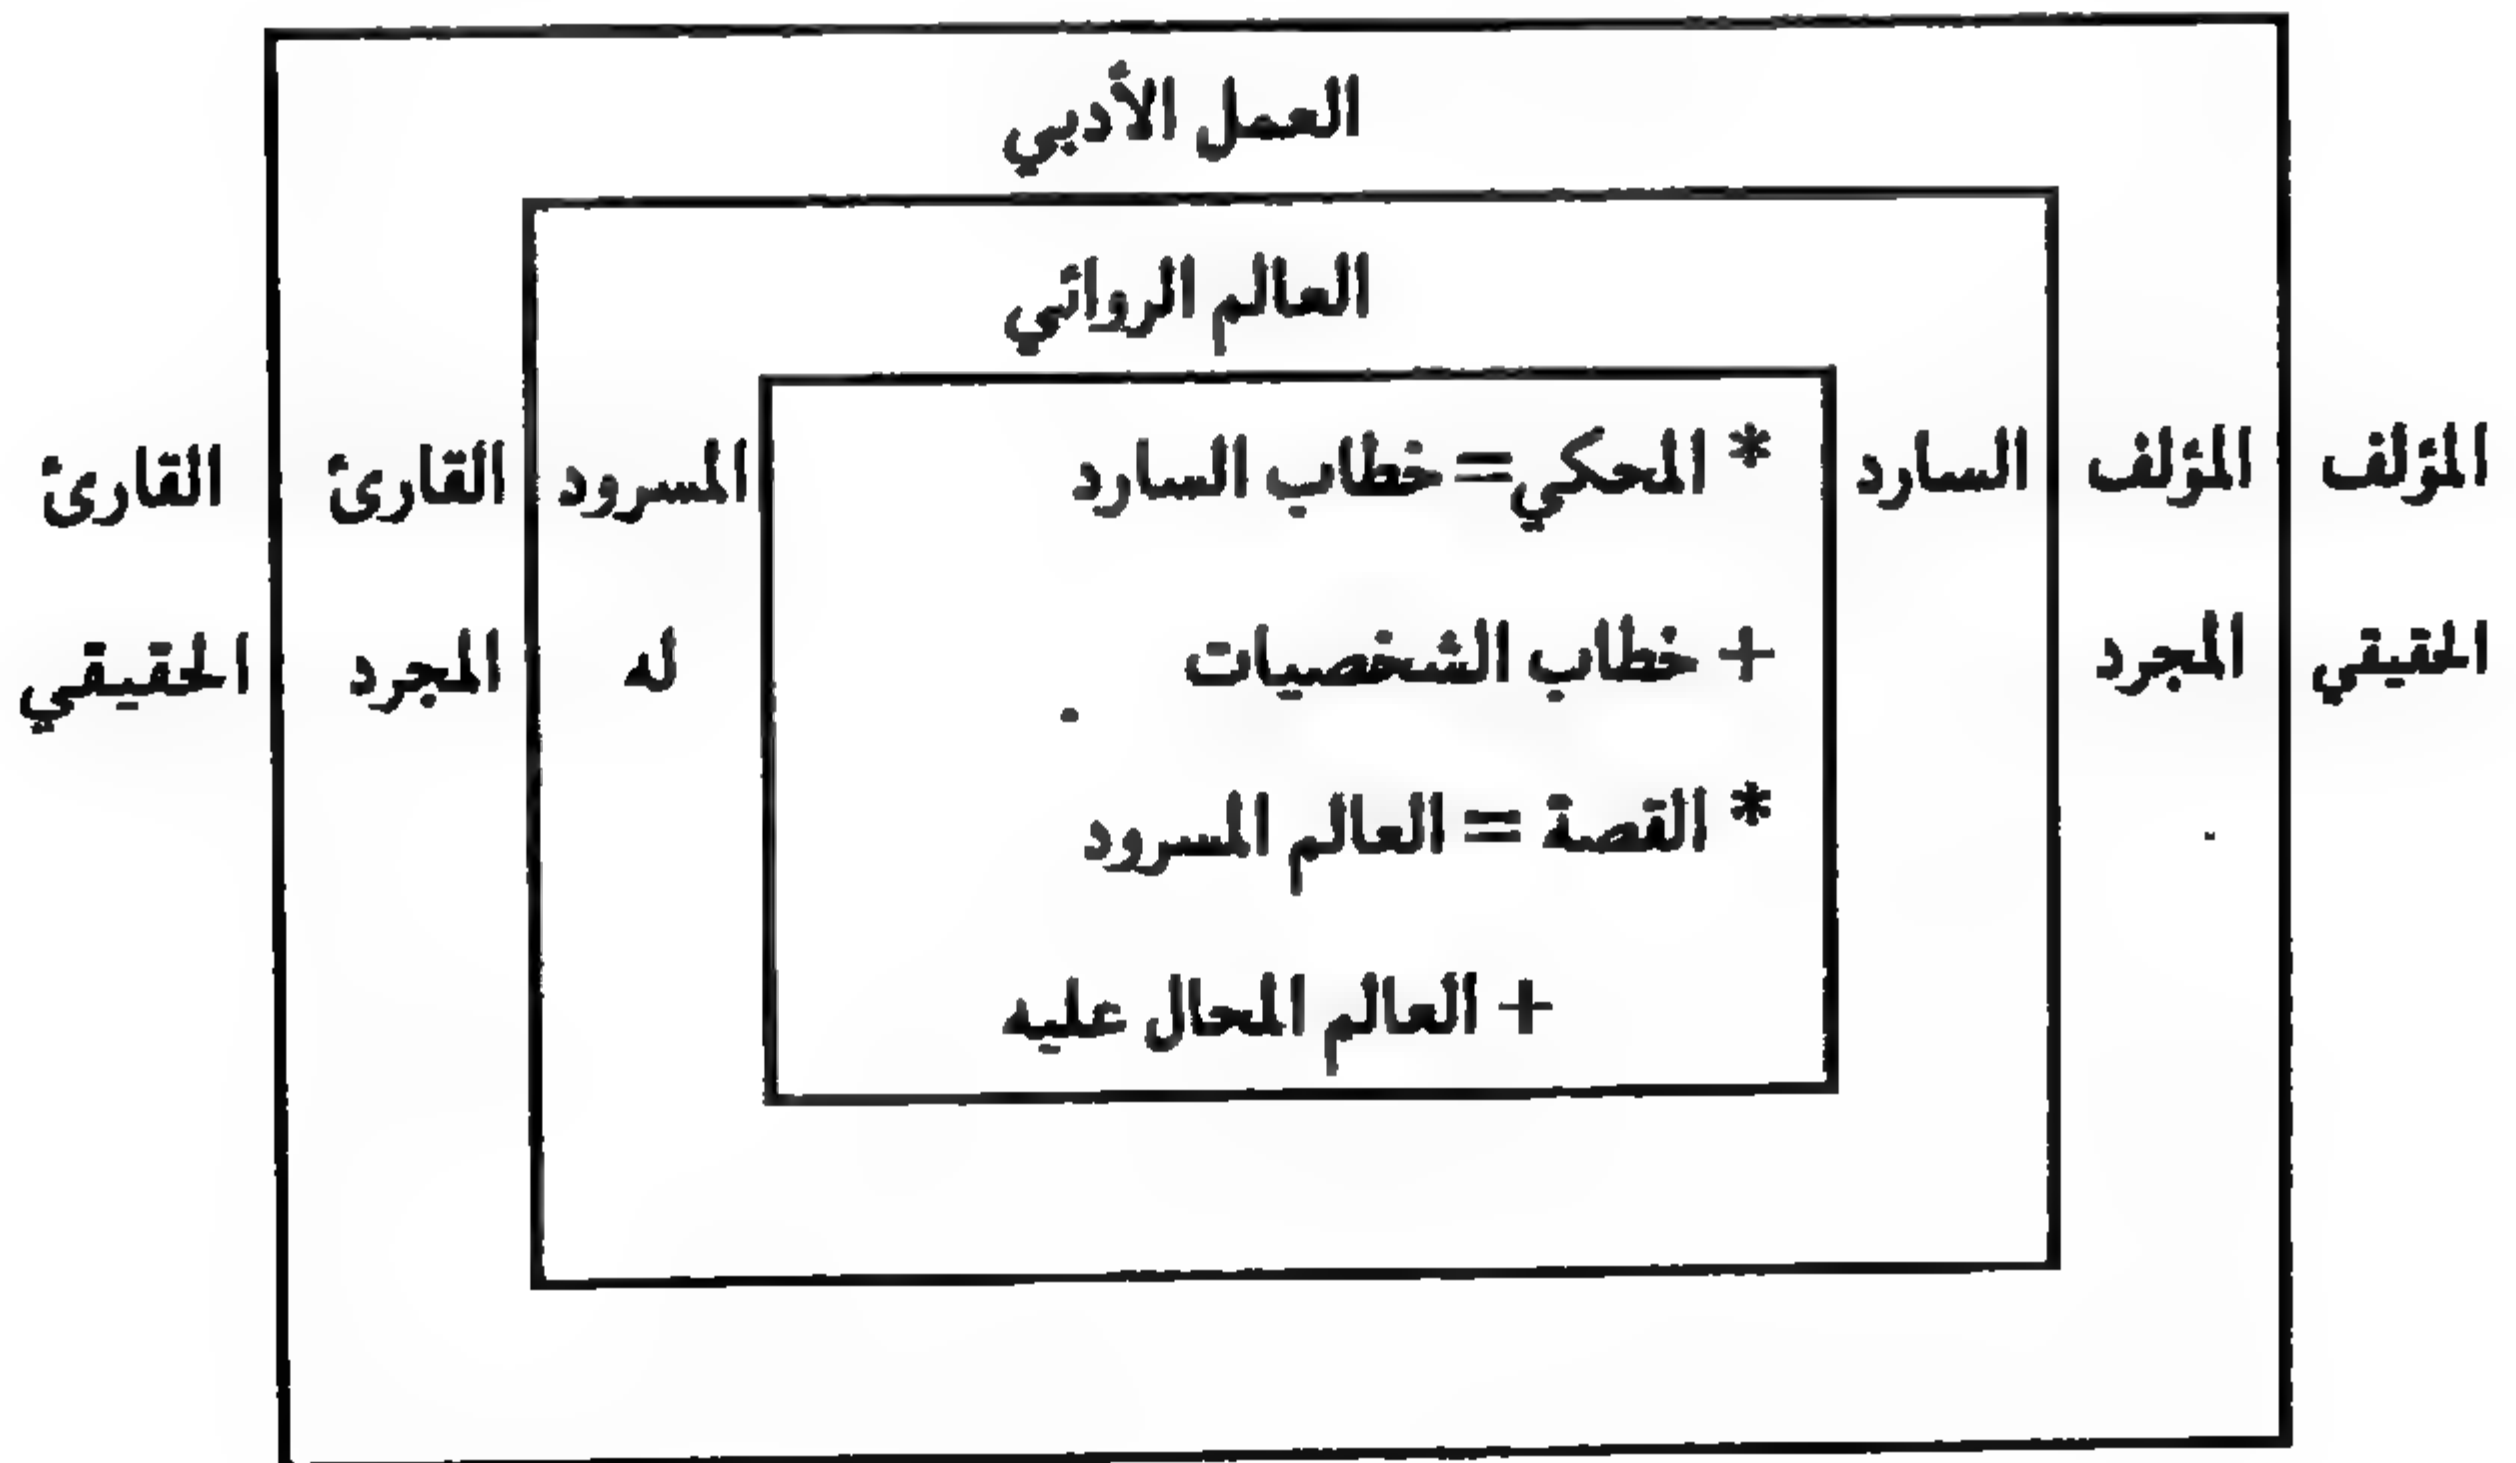 العمل الأدبي
العالم الروائي
المؤلف المؤلف السارد * المحكي = خطاب السارد المسرود القارئ القارئ
الحقيقي المجرد + خطاب الشخصيات له المجرد الحقيقي
* القصة = العالم المسرود
+ العالم المحال عليه